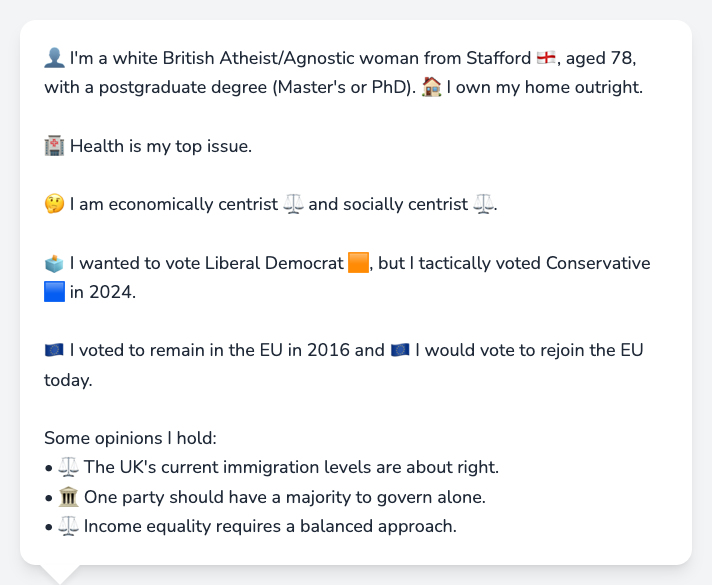 👤 I'm a white British Atheist/Agnostic woman from Stafford 🏴󠁧󠁢󠁥󠁮󠁧󠁿, aged 78,
with a postgraduate degree (Master's or PhD). 🏠 I own my home outright.
🏥 Health is my top issue.
🤔 I am economically centrist ⚖️ and socially centrist ⚖️.
🗳️ I wanted to vote Liberal Democrat 🟧, but I tactically voted Conservative
🟦 in 2024.
🇪🇺 I voted to remain in the EU in 2016 and 🇪🇺 I would vote to rejoin the EU
today.
Some opinions I hold:
• ⚖️ The UK's current immigration levels are about right.
• 🏛️ One party should have a majority to govern alone.
• ⚖️ Income equality requires a balanced approach.